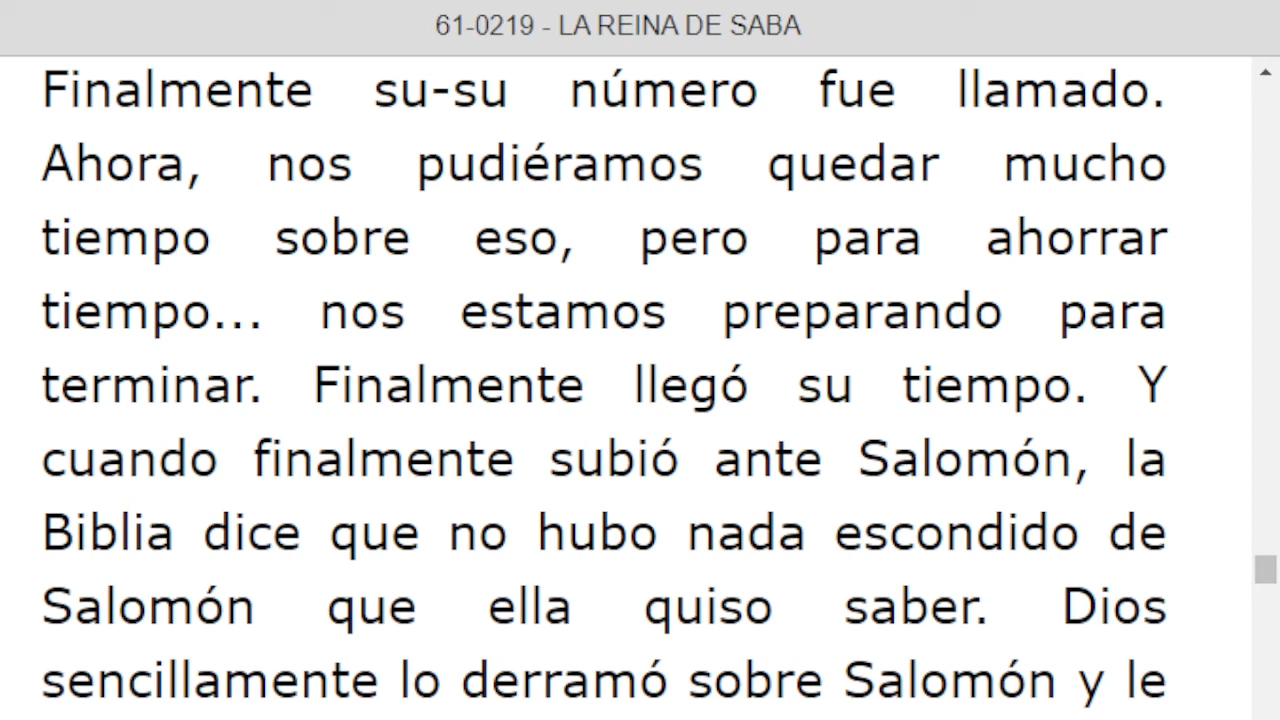 61-0219 - LA REINA DE SABA
Finalmente su-su número fue llamado.
Ahora, nos pudiéramos quedar mucho
tiempo sobre eso, pero para ahorrar
tiempo... nos estamos preparando para
terminar. Finalmente llegó su tiempo. Y
cuando finalmente subió ante Salomón, la
Biblia dice que no hubo nada escondido de
Salomón que ella quiso saber. Dios
sencillamente lo derramó sobre Salomón y le